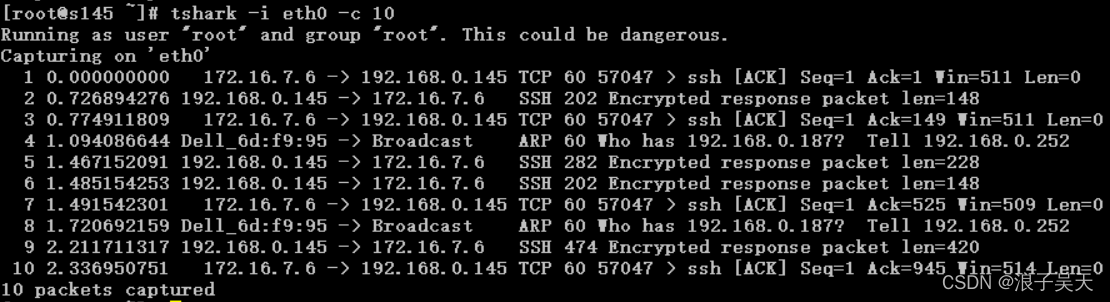 [root@s145 ~]# tshark -i eth0 -c 10
Running as user "root" and group "root". This could be dangerous.
Capturing on 'eth0'
1 0.000000000 172.16.7.6 -> 192.168.0.145 TCP 60 57047 > ssh [ACK] Seq=1 Ack=1 Win=511 Len=0
2 0.726894276 192.168.0.145 -> 172.16.7.6 SSH 202 Encrypted response packet len=148
3 0.774911809 172.16.7.6 -> 192.168.0.145 TCP 60 57047 > ssh [ACK] Seq=1 Ack=149 Win=511 Len=0
4 1.094086644 Dell_6d:f9:95 -> Broadcast ARP 60 Who has 192.168.0.187? Tell 192.168.0.252
5 1.467152091 192.168.0.145 -> 172.16.7.6 SSH 282 Encrypted response packet len=228
6 1.485154253 192.168.0.145 -> 172.16.7.6 SSH 202 Encrypted response packet len=148
7 1.491542301 172.16.7.6 -> 192.168.0.145 TCP 60 57047 > ssh [ACK] Seq=1 Ack=525 Win=509 Len=0
8 1.720692159 Dell_6d:f9:95 -> Broadcast ARP 60 Who has 192.168.0.187? Tell 192.168.0.252
9 2.211711317 192.168.0.145 -> 172.16.7.6 SSH 474 Encrypted response packet len=420
10 2.336950751 172.16.7.6 -> 192.168.0.145 TCP 60 57047 > ssh [ACK] Seq=1 Ack=945 Win=514 Len=0
10 packets captured
CSDN @浪子吴天